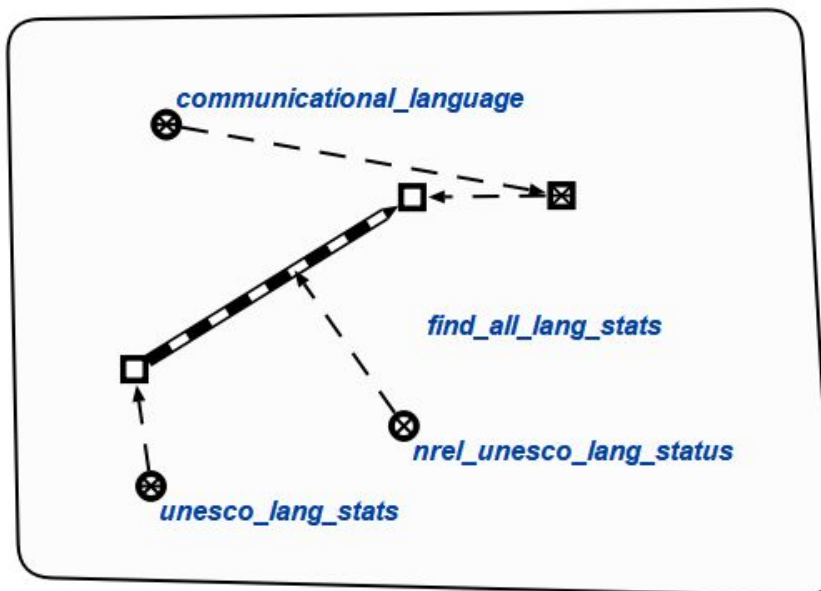 communicational_language
find_all_lang_stats
nrel_unesco_lang_status
unesco_lang_stats